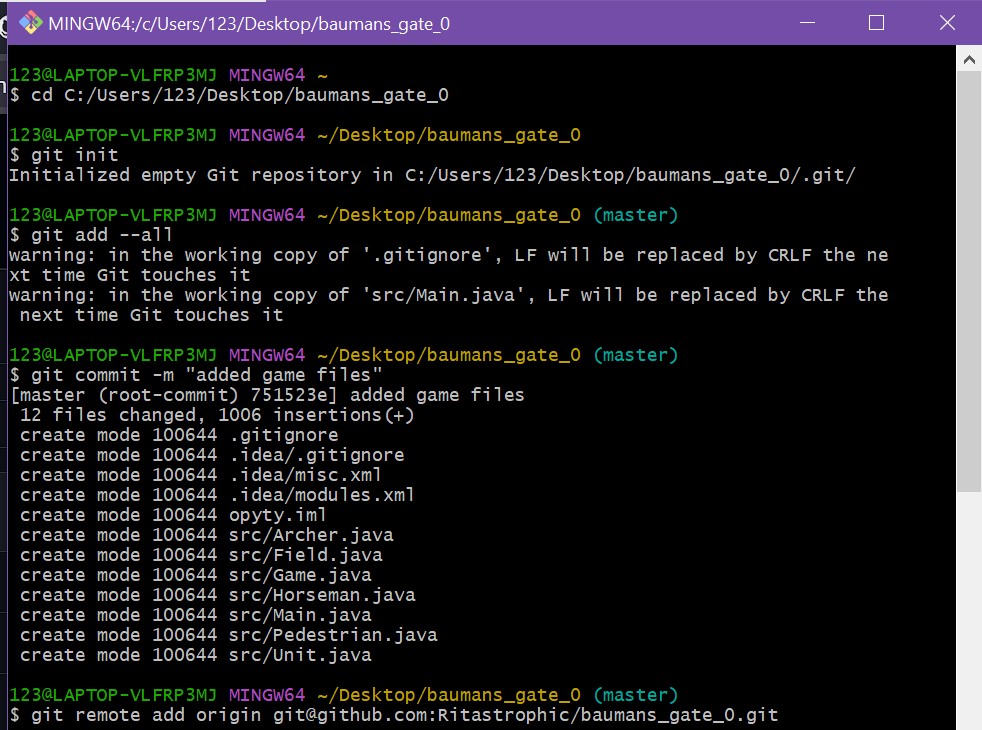 MINGW64:/c/Users/123/Desktop/baumans_gate_0
123@LAPTOP-VLFRP3MJ MINGW64 ~
$ cd C:/Users/123/Desktop/baumans_gate_0
123@LAPTOP-VLFRP3MJ MINGW64 ~/Desktop/baumans_gate_0
$ git init
Initialized empty Git repository in C:/Users/123/Desktop/baumans_gate_0/.git/
123@LAPTOP-VLFRP3MJ MINGW64 ~/Desktop/baumans_gate_0 (master)
$ git add --all
warning: in the working copy of '.gitignore', LF will be replaced by CRLF the ne
xt time Git touches it
warning: in the working copy of 'src/Main.java', LF will be replaced by CRLF the
 next time Git touches it
123@LAPTOP-VLFRP3MJ MINGW64 ~/Desktop/baumans_gate_0 (master)
$ git commit -m "added game files"
[master (root-commit) 751523e] added game files
 12 files changed, 1006 insertions(+)
 create mode 100644 .gitignore
 create mode 100644 .idea/.gitignore
 create mode 100644 .idea/misc.xml
 create mode 100644 .idea/modules.xml
 create mode 100644 opyty.iml
 create mode 100644 src/Archer.java
 create mode 100644 src/Field.java
 create mode 100644 src/Game.java
 create mode 100644 src/Horseman.java
 create mode 100644 src/Main.java
 create mode 100644 src/Pedestrian.java
 create mode 100644 src/Unit.java
123@LAPTOP-VLFRP3MJ MINGW64 ~/Desktop/baumans_gate_0 (master)
$ git remote add origin git@github.com:Ritastrophic/baumans_gate_0.git